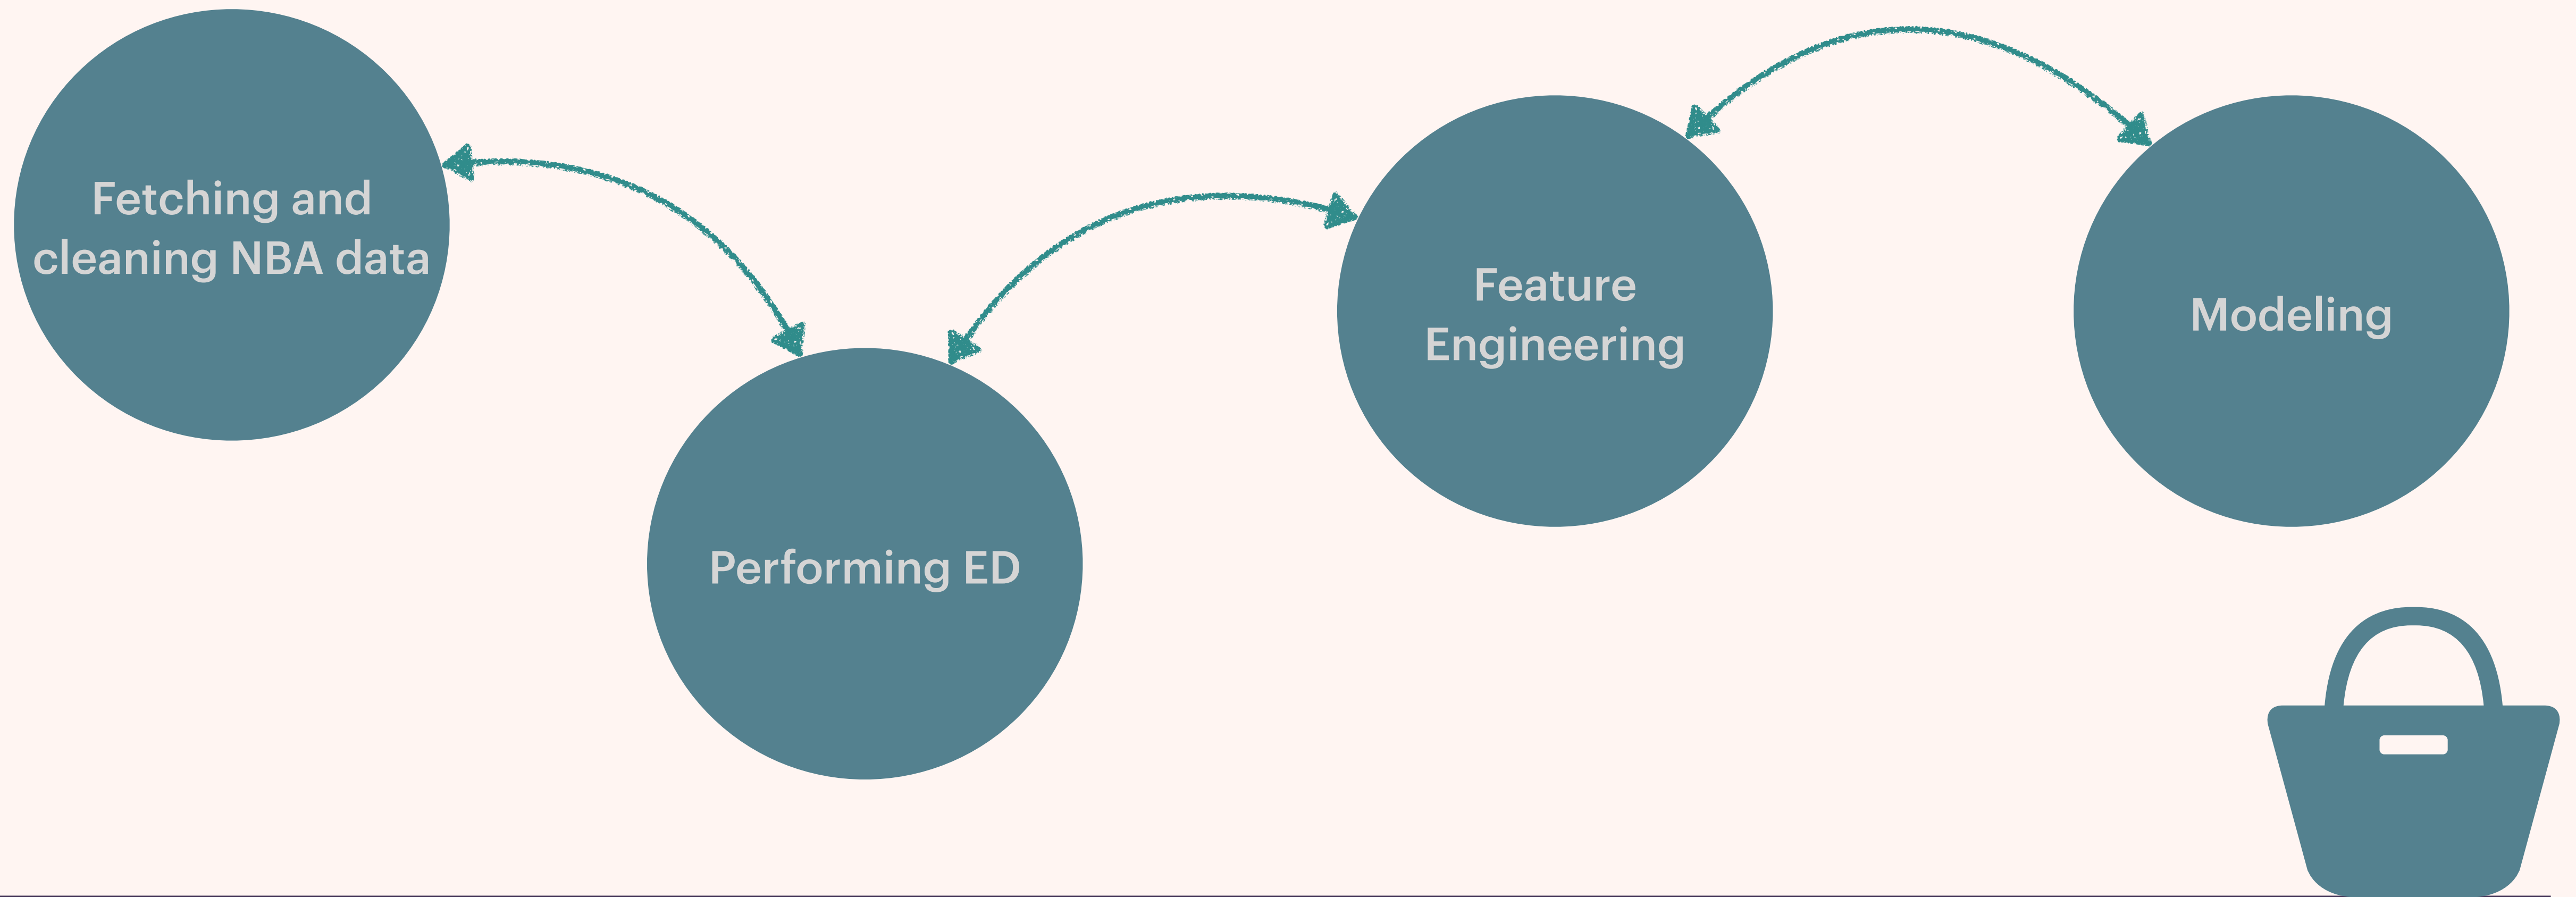 Fetching and
cleaning NBA data
Performing ED
Feature
Engineering
Modeling